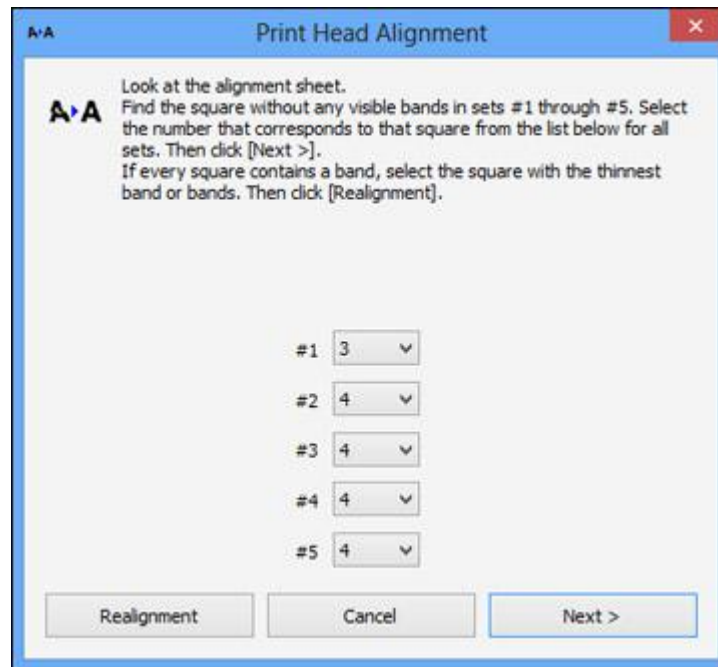 A▸A
Print Head Alignment
Look at the alignment sheet.
A▸A
Find the square without any visible bands in sets #1 through #5. Select
the number that corresponds to that square from the list below for all
sets. Then click [Next >].
If every square contains a band, select the square with the thinnest
band or bands. Then click [Realignment].
#1 3
#2 4
#3 4
#4 4
#5 4
Realignment Cancel Next >